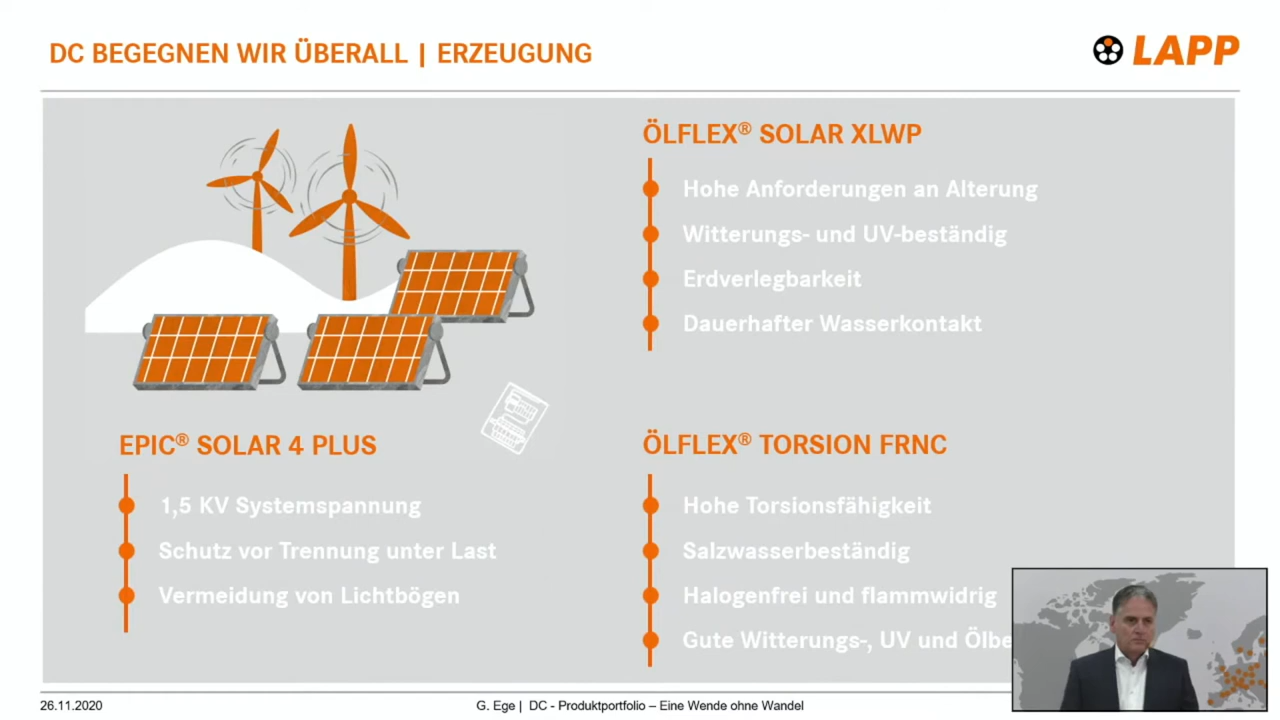 DC BEGEGNEN WIR ÜBERALL | ERZEUGUNG
LAPP
ÖLFLEX® SOLAR XLWP
Hohe Anforderungen an Alterung
Witterungs- und UV-beständig
Erdverlegbarkeit
Dauerhafter Wasserkontakt
EPIC® SOLAR 4 PLUS
1,5 KV Systemspannung
Schutz vor Trennung unter Last
Vermeidung von Lichtbögen
ÖLFLEX® TORSION FRNC
Hohe Torsionsfähigkeit
Salzwasserbeständig
Halogenfrei und flammwidrig
Gute Witterungs-, UV und Ölbe
26.11.2020
G. Ege | DC - Produktportfolio – Eine Wende ohne Wandel